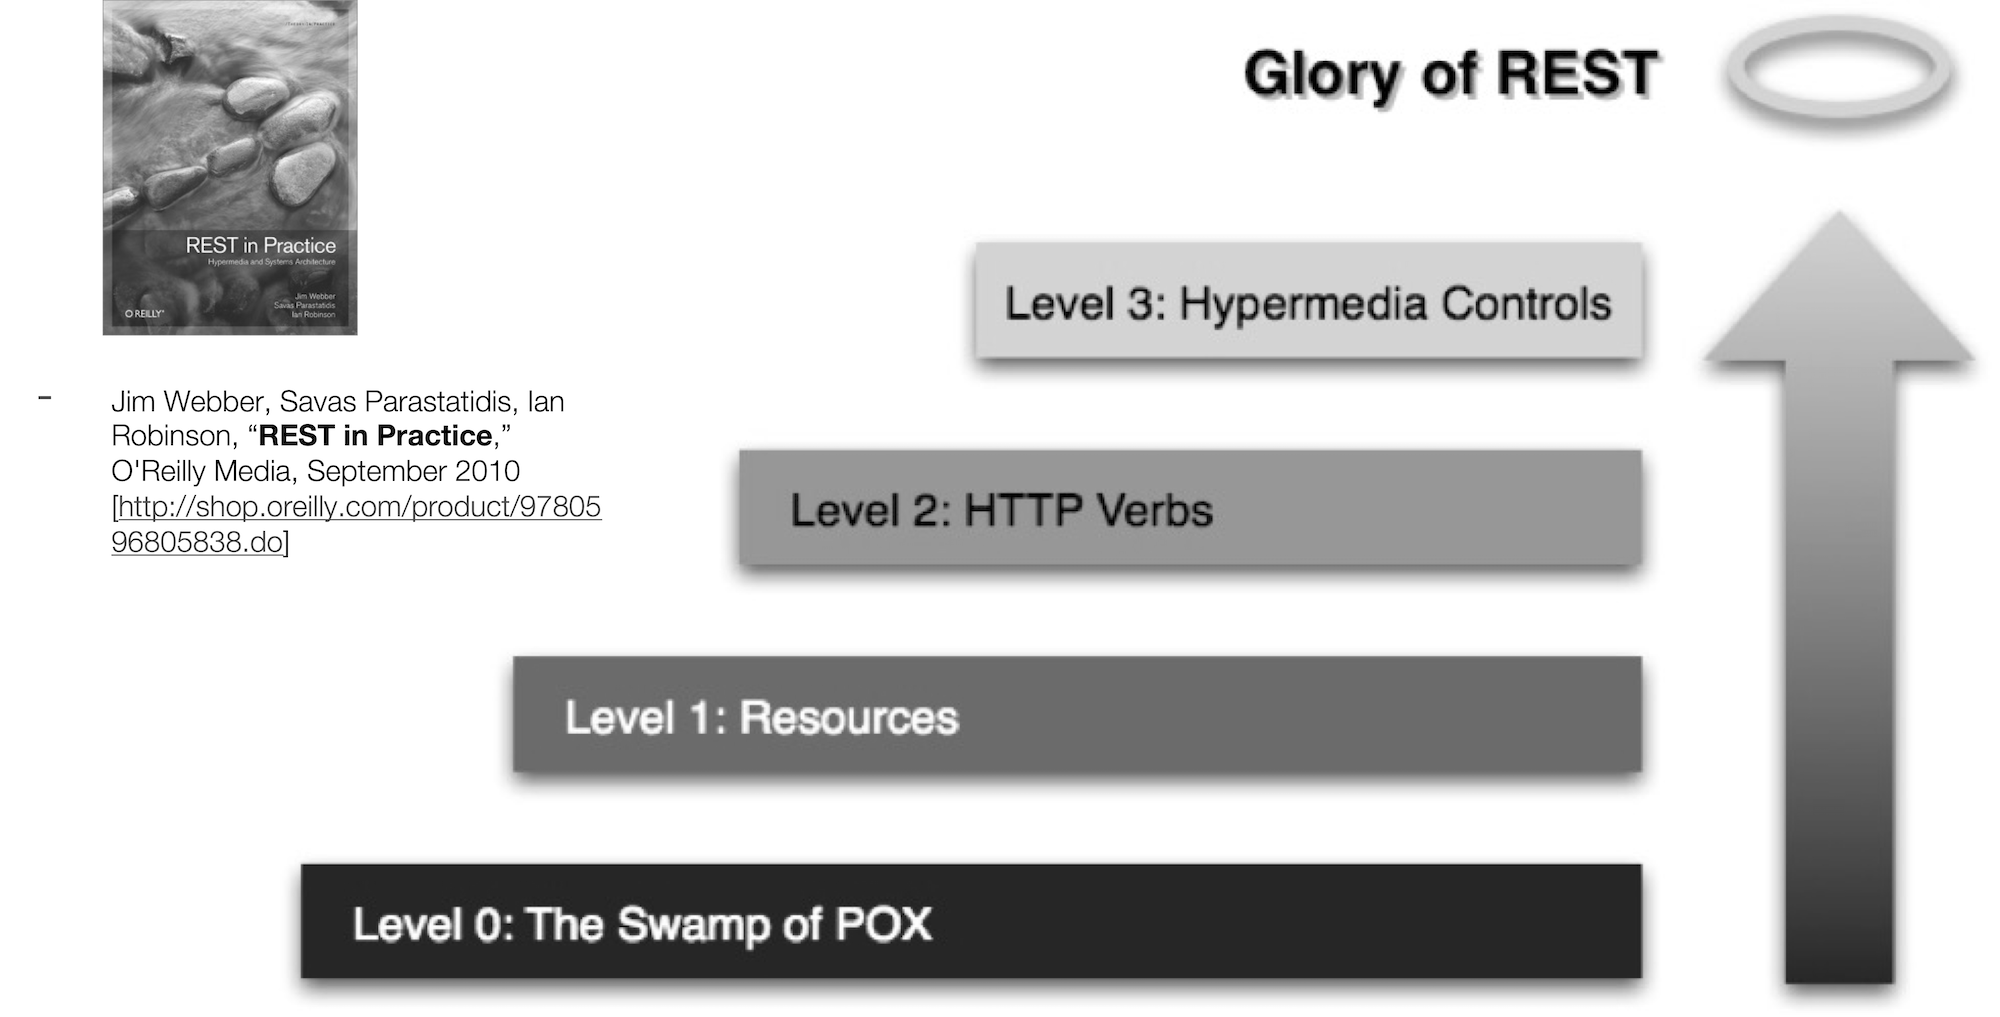 REST in Practice
Hypermedia and Systems Architecture
Jim Webber
Savas Parastatidis
Ian Robinson
O'REILLY
-
Jim Webber, Savas Parastatidis, Ian
Robinson, “REST in Practice,”
O'Reilly Media, September 2010
[http://shop.oreilly.com/product/97805
96805838.do]
Glory of REST
Level 3: Hypermedia Controls
Level 2: HTTP Verbs
Level 1: Resources
Level 0: The Swamp of POX